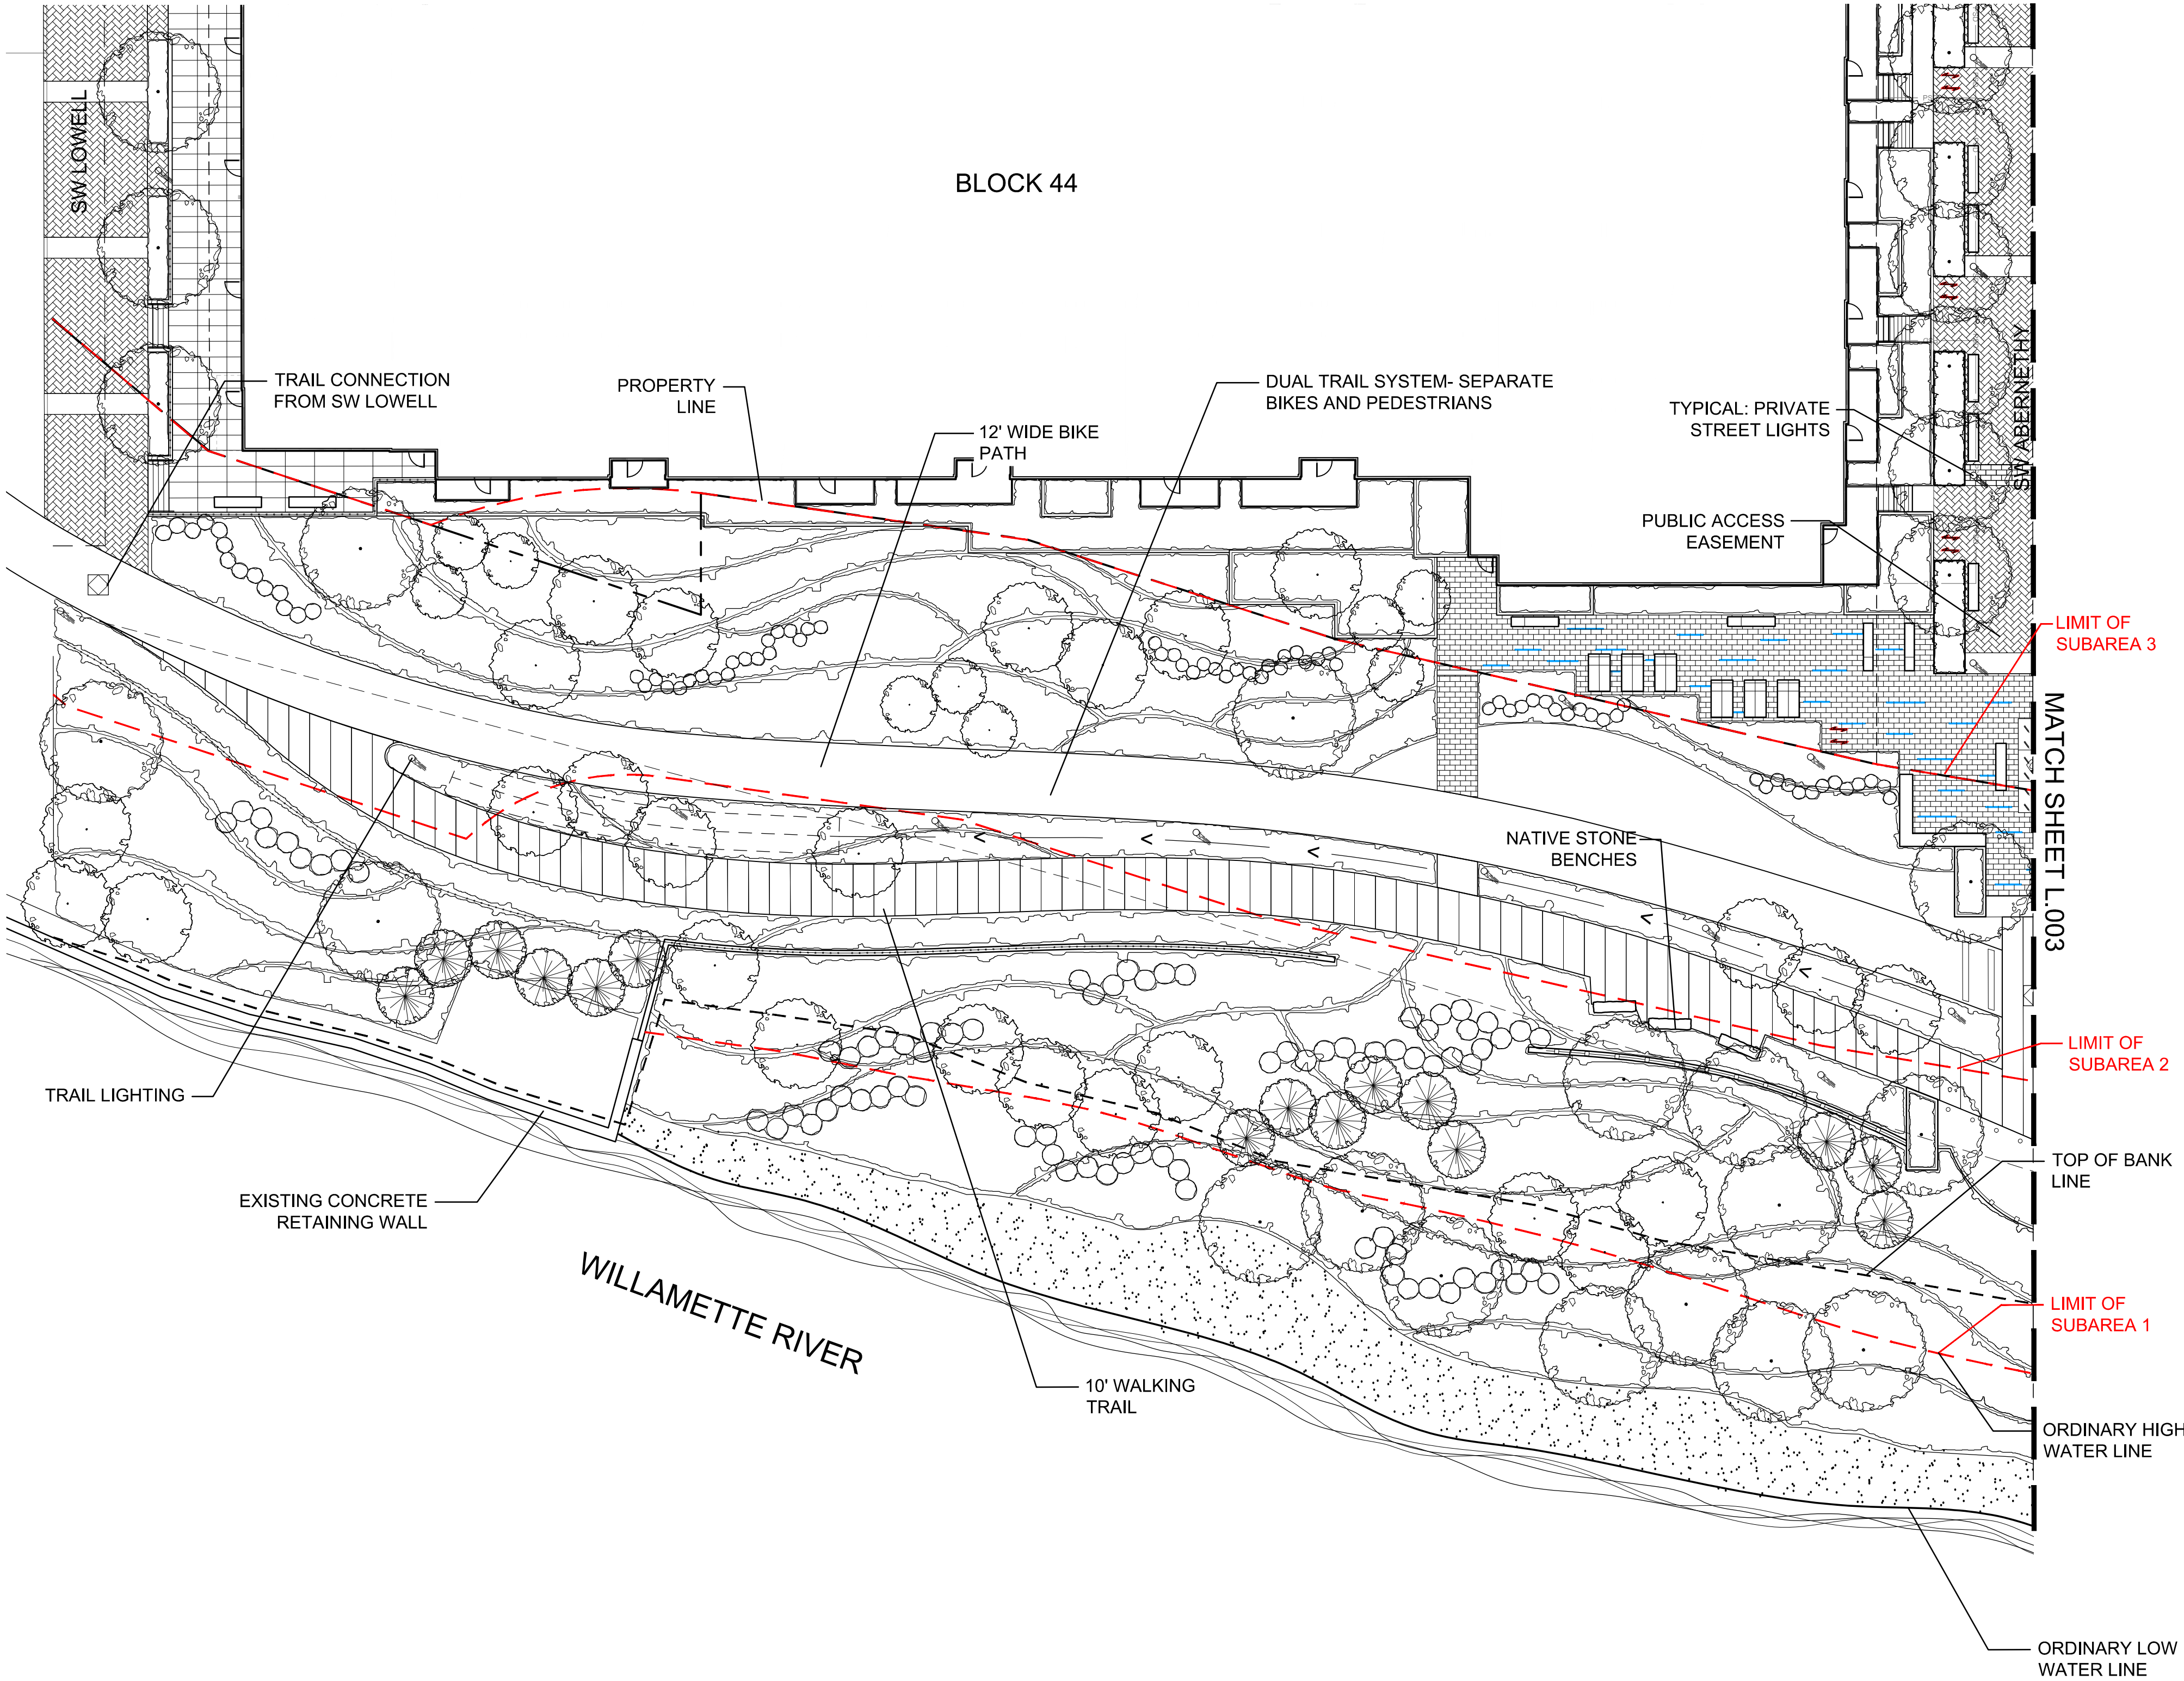 SW LOWELL
BLOCK 44
TRAIL CONNECTION
FROM SW LOWELL
PROPERTY
LINE
12' WIDE BIKE
PATH
DUAL TRAIL SYSTEM- SEPARATE
BIKES AND PEDESTRIANS
TYPICAL: PRIVATE
STREET LIGHTS
SW ABERNETHY
PUBLIC ACCESS
EASEMENT
LIMIT OF
SUBAREA 3
MATCH SHEET L.003
NATIVE STONE
BENCHES
LIMIT OF
SUBAREA 2
TRAIL LIGHTING
EXISTING CONCRETE
RETAINING WALL
TOP OF BANK
LINE
WILLAMETTE RIVER
LIMIT OF
SUBAREA 1
10' WALKING
TRAIL
ORDINARY HIGH
WATER LINE
ORDINARY LOW
WATER LINE